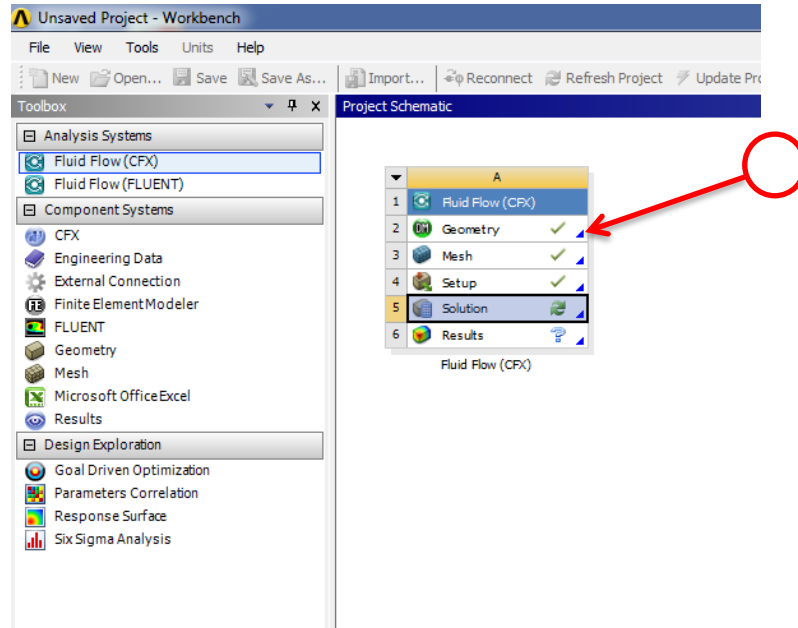 Unsaved Project - Workbench
File View Tools Units Help
New Open... Save Save As... Import... Reconnect Refresh Project Update Pro
Toolbox
Project Schematic
Analysis Systems
Fluid Flow (CFX)
Fluid Flow (FLUENT)
Component Systems
CFX
Engineering Data
External Connection
Finite Element Modeler
FLUENT
Geometry
Mesh
Microsoft Office Excel
Results
Design Exploration
Goal Driven Optimization
Parameters Correlation
Response Surface
Six Sigma Analysis
A
1 Fluid Flow (CFX)
2 Geometry
3 Mesh
4 Setup
5 Solution
6 Results
Fluid Flow (CFX)